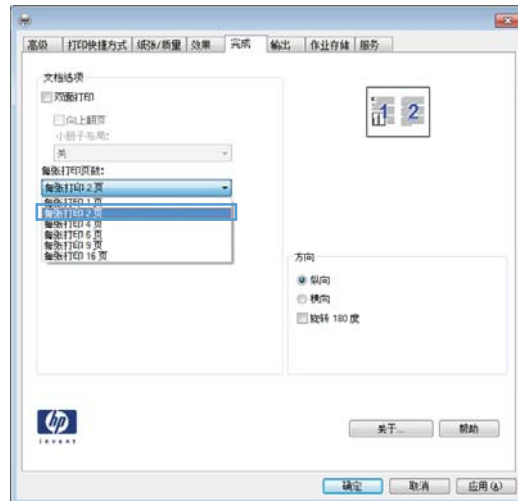 高级 打印快捷方式 纸张/质量 效果 完成 输出 作业存储 服务
文档选项
双面打印
向上翻页
小册子布局:
关
每张打印页数:
每张打印 2 页
每张打印 1 页
每张打印 2 页
每张打印 4 页
每张打印 6 页
每张打印 9 页
每张打印 16 页
1 2
方向
纵向
横向
旋转 180 度
hp
invent
关于... 帮助
确定 取消 应用(A)